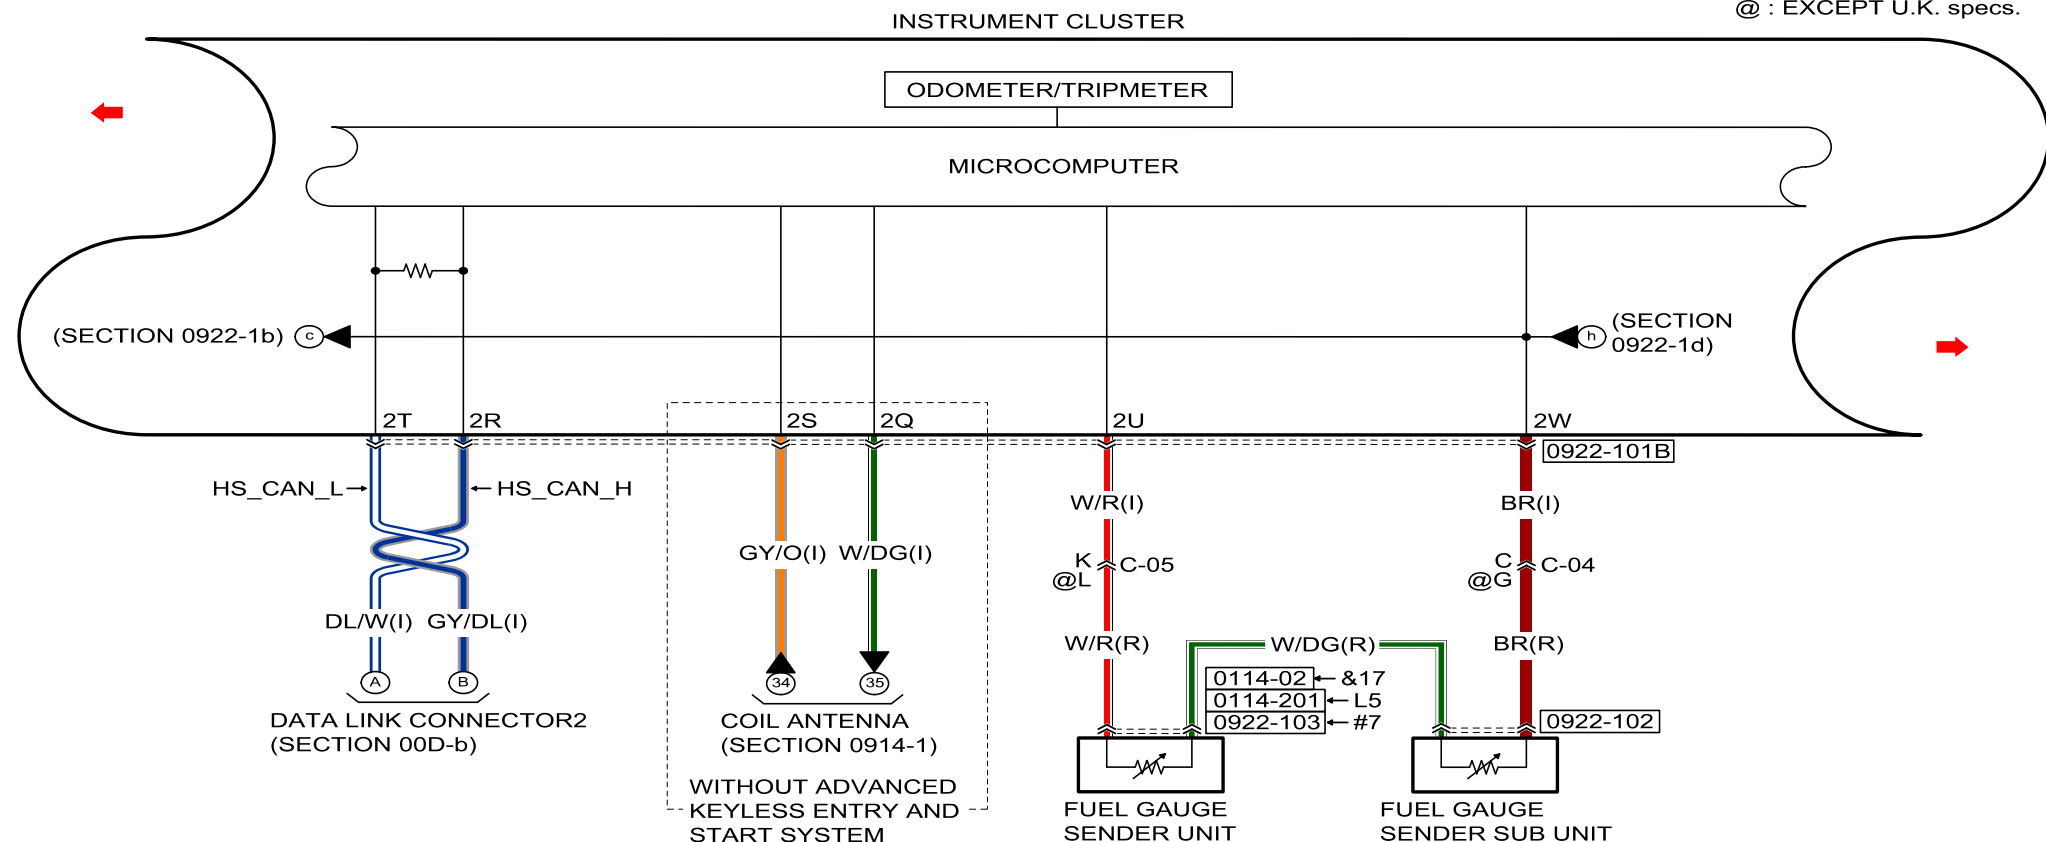 @ : EXCEPT U.K. specs.
INSTRUMENT CLUSTER
ODOMETER/TRIPMETER
MICROCOMPUTER
(SECTION 0922-1b) c
h (SECTION
0922-1d)
2T 2R 2S 2Q 2U 2W
0922-101B
HS_CAN_L HS_CAN_H
W/R(I) BR(I)
GY/O(I) W/DG(I)
K C-05
@L
C C-04
@G
DL/W(I) GY/DL(I)
W/R(R) W/DG(R) BR(R)
A B 34 35
0114-02 &17
0114-201 L5
0922-103 #7
0922-102
DATA LINK CONNECTOR2
(SECTION 00D-b)
COIL ANTENNA
(SECTION 0914-1)
WITHOUT ADVANCED
KEYLESS ENTRY AND
START SYSTEM
FUEL GAUGE
SENDER UNIT
FUEL GAUGE
SENDER SUB UNIT